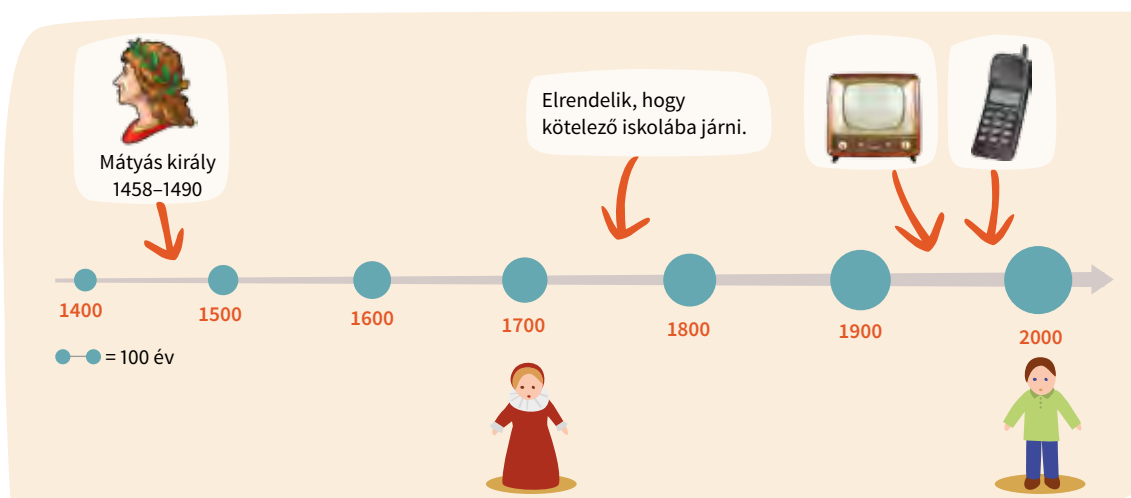 Mátyás király
1458–1490
Elrendelik, hogy
kötelező iskolába járni.
1400
1500
1600
1700
1800
1900
2000
= 100 év